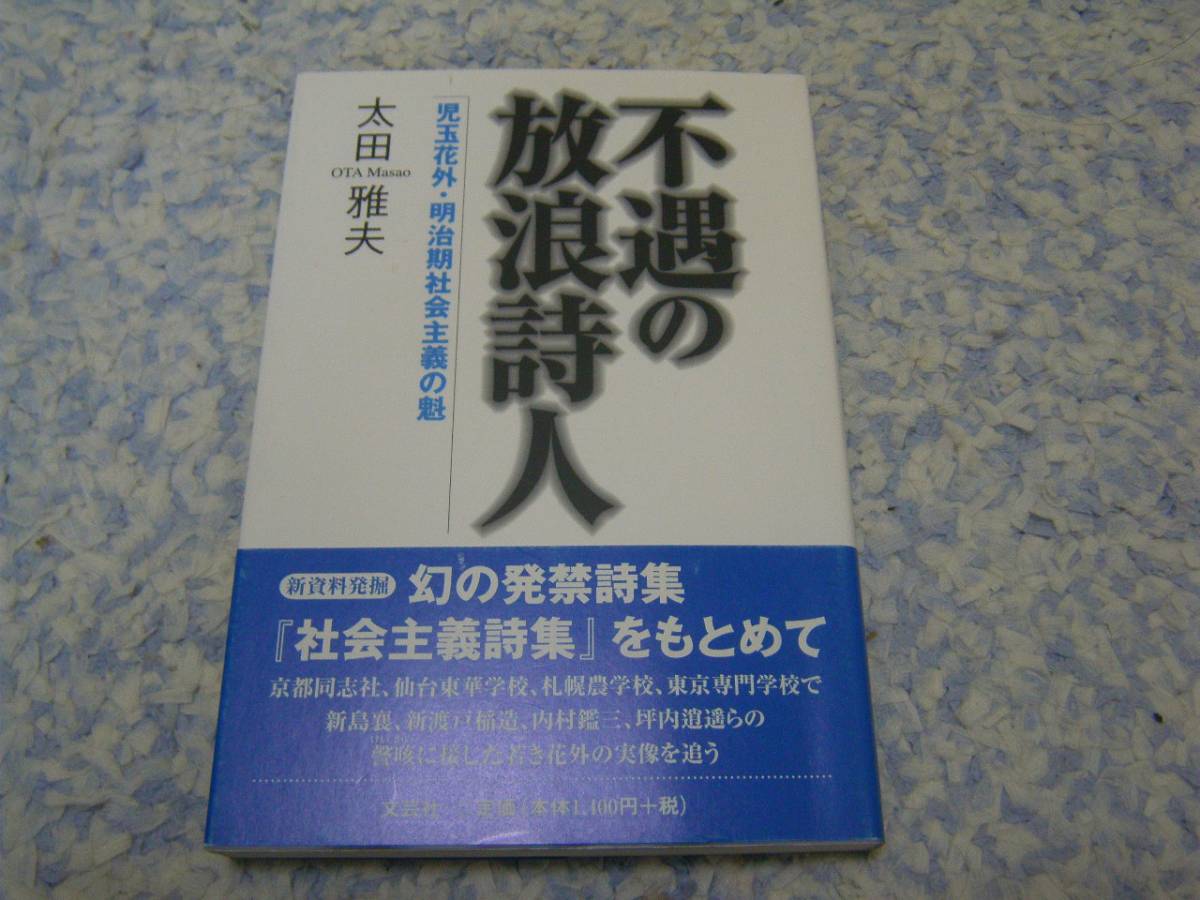 不遇の
放浪詩人
児玉花外・明治期社会主義の魁
太田雅夫
OTA Masao
新資料発掘 幻の発禁詩集
『社会主義詩集』をもとめて
京都同志社、仙台東華学校、札幌農学校、東京専門学校で
新島襄、新渡戸稲造、内村鑑三、坪内逍遥らの
謦咳に接した若き花外の実像を追う
文芸社 定価(本体1,400円+税)